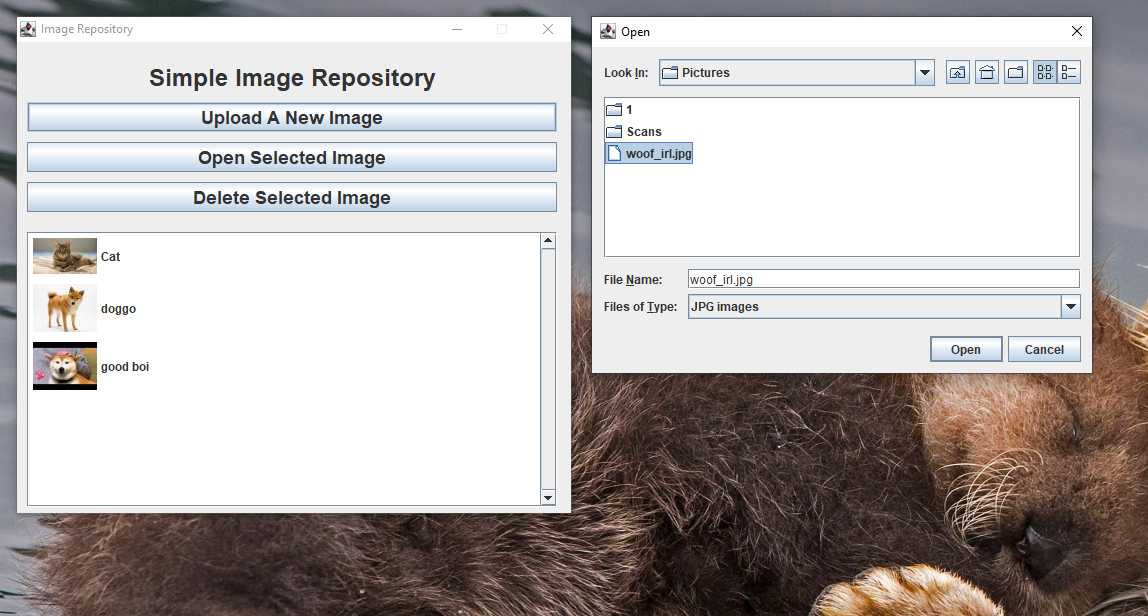 Image Repository
Simple Image Repository
Upload A New Image
Open Selected Image
Delete Selected Image
Cat
doggo
good boi
Open
Look In: Pictures
1
Scans
woof_irl.jpg
File Name: woof_irl.jpg
Files of Type: JPG images
Open Cancel